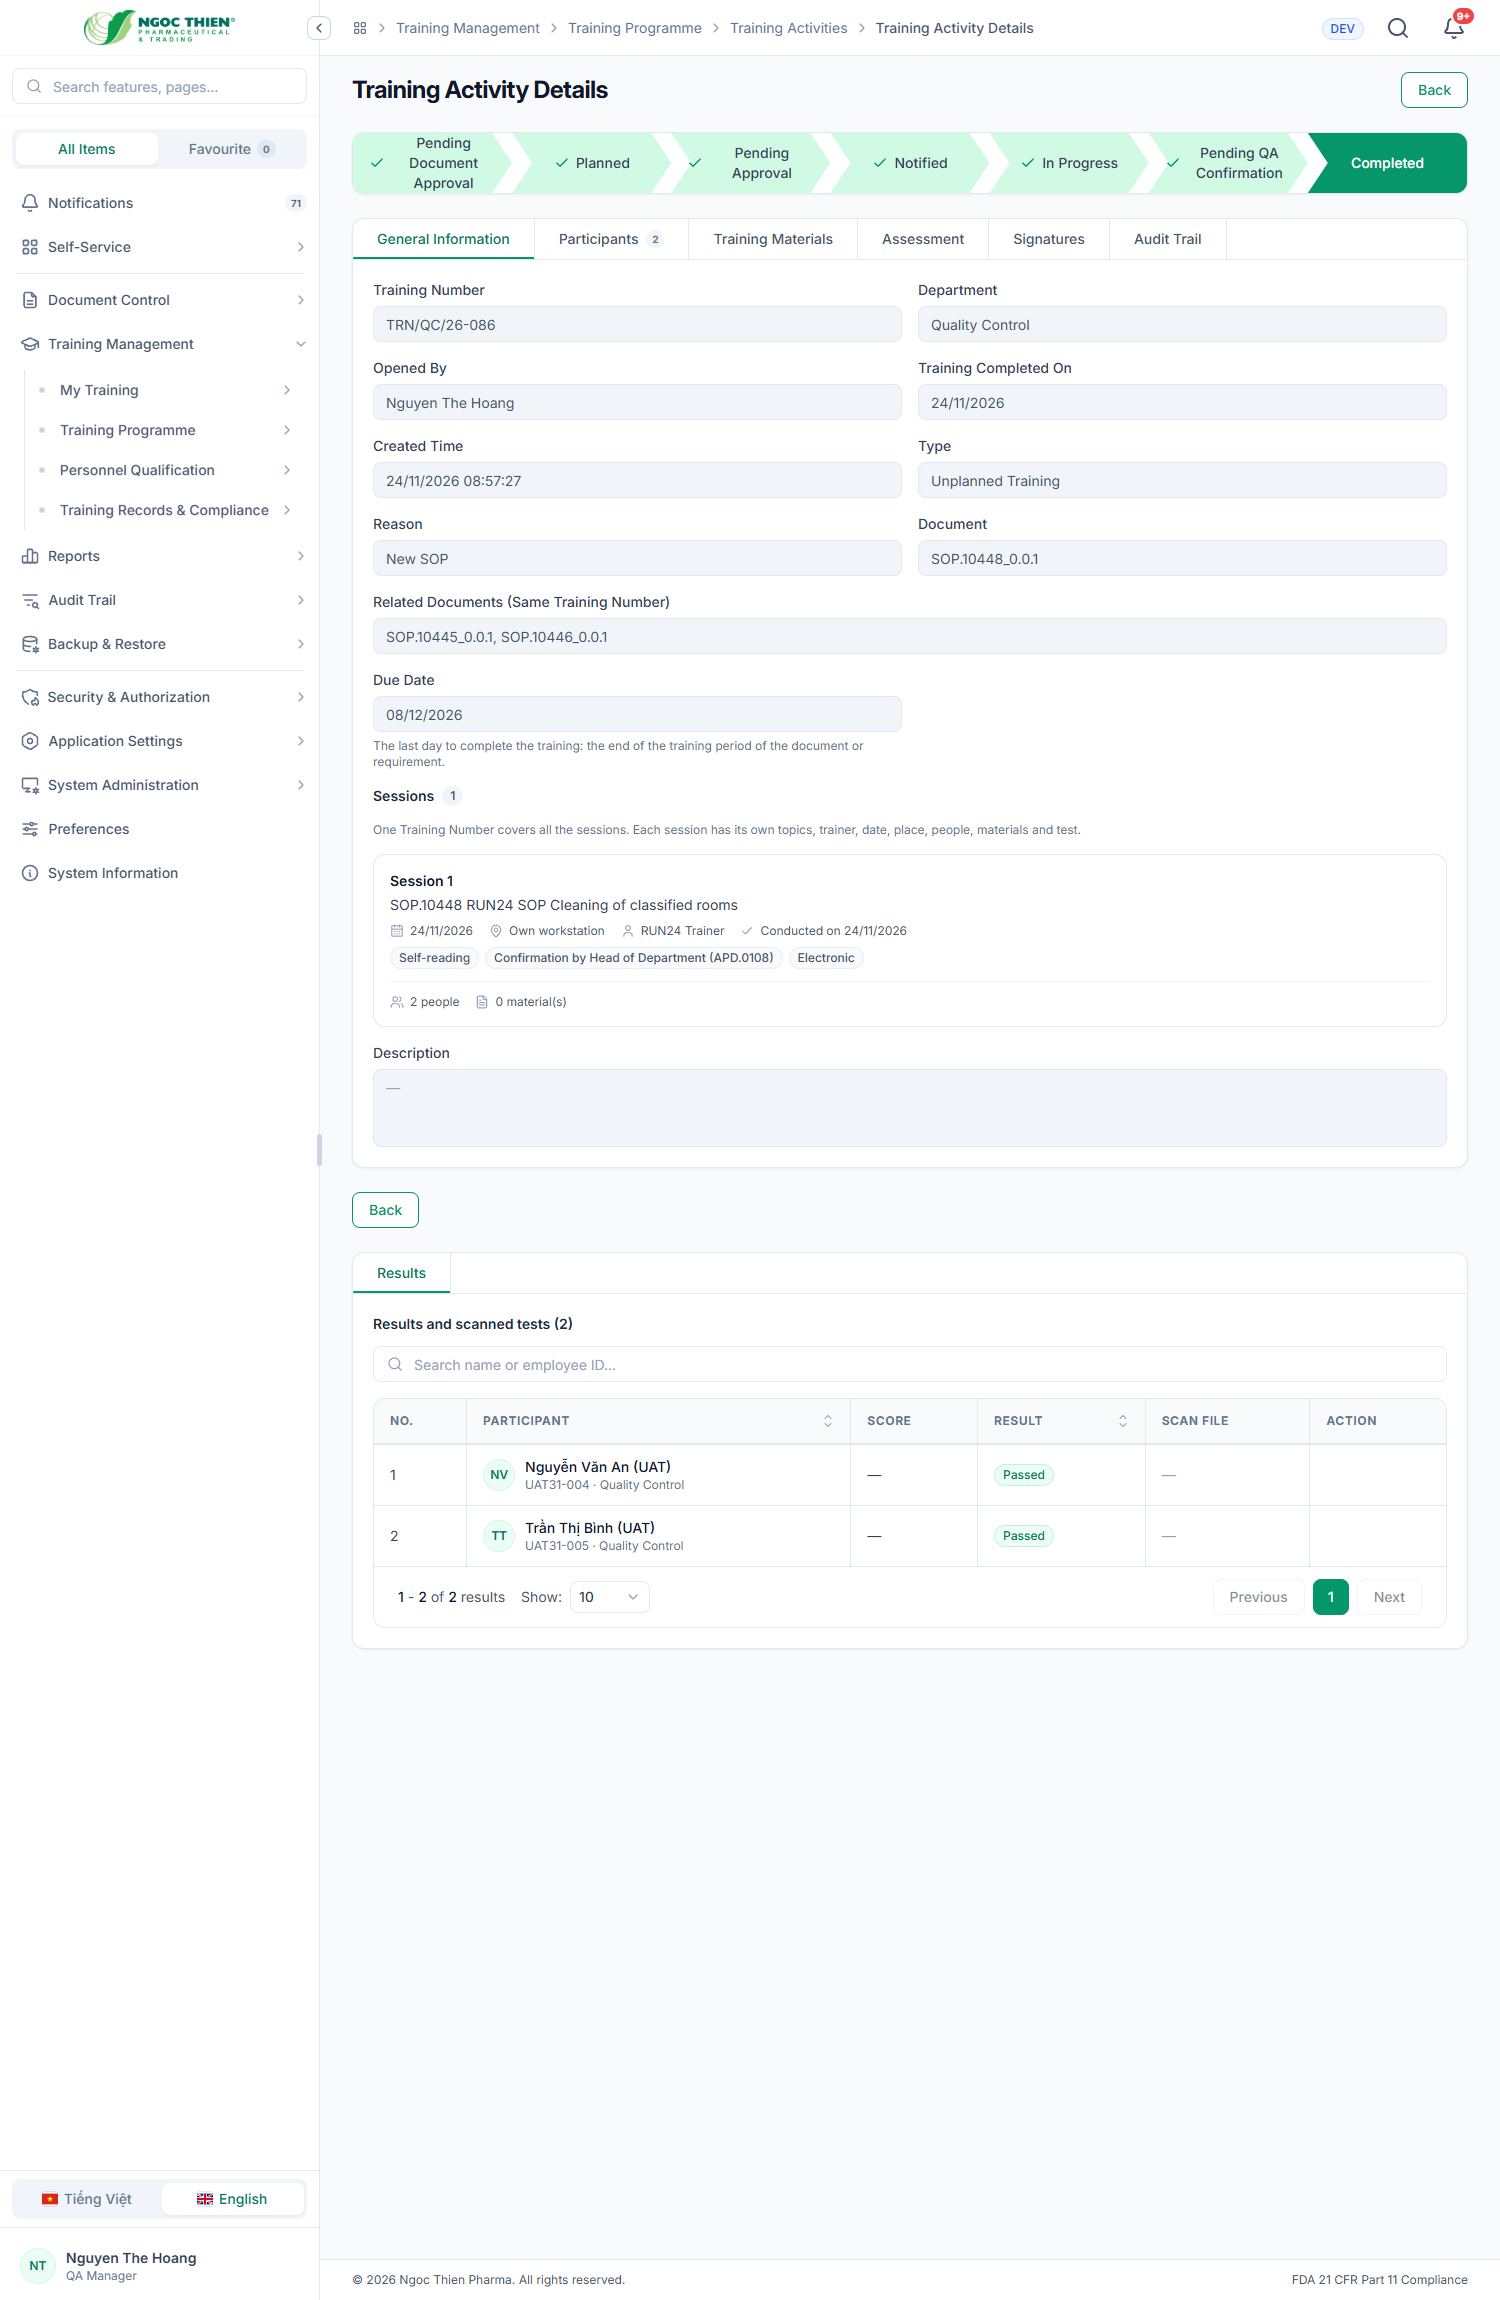 NGOC THIEN®
PHARMACEUTICAL
& TRADING
Training Management
Training Programme
Training Activities
Training Activity Details
DEV
9+
Search features, pages...
Training Activity Details
Back
All Items
Favourite 0
Pending Document Approval
Planned
Pending Approval
Notified
In Progress
Pending QA Confirmation
Completed
Notifications 71
Self-Service
Document Control
Training Management
My Training
Training Programme
Personnel Qualification
Training Records & Compliance
Reports
Audit Trail
Backup & Restore
Security & Authorization
Application Settings
System Administration
Preferences
System Information
General Information
Participants 2
Training Materials
Assessment
Signatures
Audit Trail
Training Number
TRN/QC/26-086
Department
Quality Control
Opened By
Nguyen The Hoang
Training Completed On
24/11/2026
Created Time
24/11/2026 08:57:27
Type
Unplanned Training
Reason
New SOP
Document
SOP.10448_0.0.1
Related Documents (Same Training Number)
SOP.10445_0.0.1, SOP.10446_0.0.1
Due Date
08/12/2026
The last day to complete the training: the end of the training period of the document or
requirement.
Sessions 1
One Training Number covers all the sessions. Each session has its own topics, trainer, date, place, people, materials and test.
Session 1
SOP.10448 RUN24 SOP Cleaning of classified rooms
24/11/2026 Own workstation RUN24 Trainer Conducted on 24/11/2026
Self-reading Confirmation by Head of Department (APD.0108) Electronic
2 people 0 material(s)
Description
—
Back
Results
Results and scanned tests (2)
Search name or employee ID...
NO. PARTICIPANT SCORE RESULT SCAN FILE ACTION
1 NV Nguyễn Văn An (UAT) — Passed —
UAT31-004 · Quality Control
2 TT Trần Thị Bình (UAT) — Passed —
UAT31-005 · Quality Control
1 - 2 of 2 results Show: 10 Previous 1 Next
Tiếng Việt English
NT Nguyen The Hoang
QA Manager
© 2026 Ngoc Thien Pharma. All rights reserved.
FDA 21 CFR Part 11 Compliance